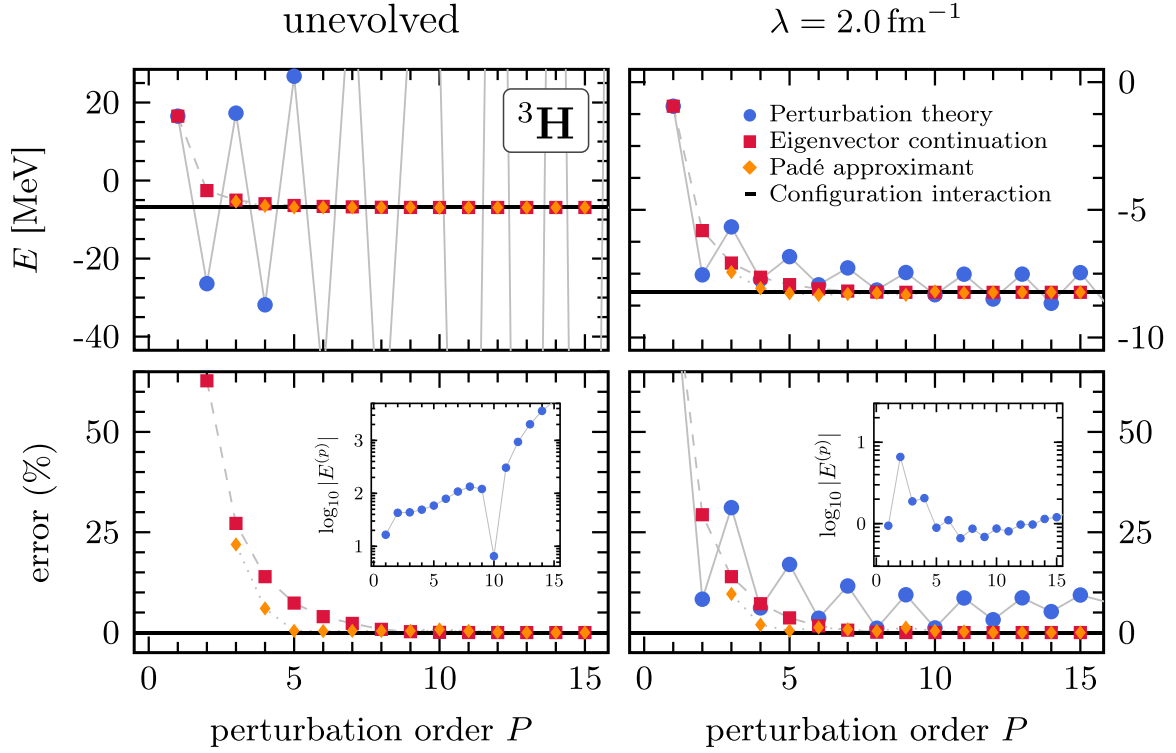 unevolved
λ = 2.0 fm⁻¹
E [MeV]
20
0
-20
-40
³H
Perturbation theory
Eigenvector continuation
Padé approximant
Configuration interaction
0
-5
-10
error (%)
50
25
0
log₁₀ |E⁽ᵖ⁾|
3
2
1
0 5 10 15
log₁₀ |E⁽ᵖ⁾|
1
0
0 5 10 15
50
25
0
0 5 10 15
0 5 10 15
perturbation order P
perturbation order P